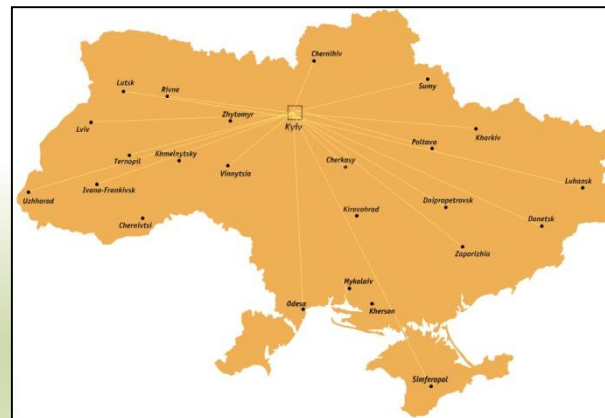 Chernihiv
Sumy
Lutsk
Rivne
Zhytomyr
Kyiv
Lviv
Kharkiv
Poltava
Ternopil
Khmelnytsky
Vinnytsia
Cherkasy
Luhansk
Uzhhorod
Ivano-Frankivsk
Chernivtsi
Kirovohrad
Dnipropetrovsk
Donetsk
Zaporizhia
Mykolaiv
Odesa
Kherson
Simferopol